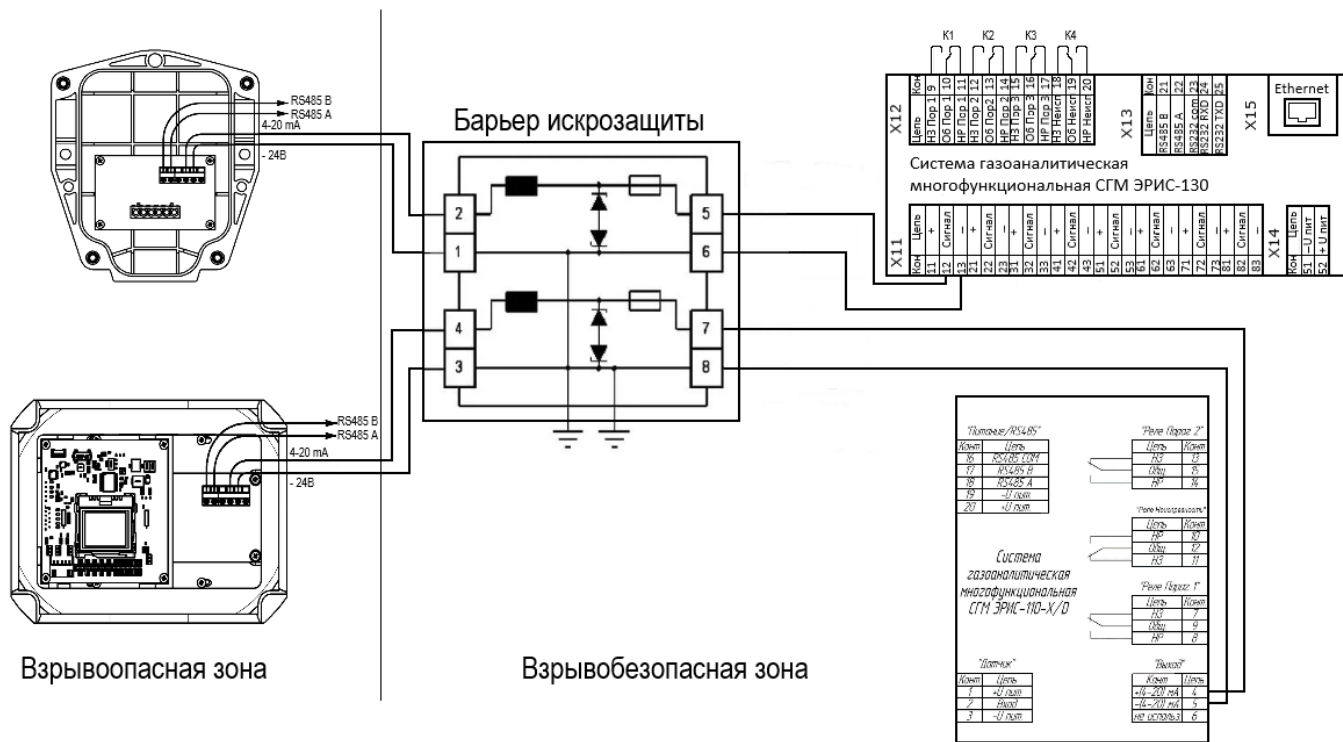 RS485 B
RS485 A
4-20 mA
- 24В
RS485 B
RS485 A
4-20 mA
- 24В
Взрывоопасная зона
Барьер искрозащиты
2
1
4
3
5
6
7
8
Взрывобезопасная зона
K1 K2 K3 K4
X12
Цепь Кон
НЗ Пор 1 9
Об Пор 1 10
НР Пор 1 11
НЗ Пор 2 12
Об Пор2 13
НР Пор 2 14
НЗ Пор 3 15
Об Пор 3 16
НР Пор 3 17
НЗ Неисп 18
Об Неисп 19
НР Неисп 20
X13
Цепь Кон
RS485 B 21
RS485 A 22
RS232 com 23
RS232 RXD 24
RS232 TXD 25
X15
Ethernet
Система газоаналитическая
многофункциональная СГМ ЭРИС-130
X11
Кон Цепь
11 +
12 Сигнал
13 –
21 +
22 Сигнал
23 –
31 +
32 Сигнал
33 –
41 +
42 Сигнал
43 –
51 +
52 Сигнал
53 –
61 +
62 Сигнал
63 –
71 +
72 Сигнал
73 –
81 +
82 Сигнал
83 –
X14
Кон Цепь
51 –U пит
52 + U пит
"Питание/RS485"
Конт Цепь
16 RS485 COM
17 RS485 B
18 RS485 A
19 -U пит
20 +U пит
"Реле Порог 2"
Цепь Конт
НЗ 13
Общ 15
НР 14
"Реле Неисправность"
Цепь Конт
НР 10
Общ 12
НЗ 11
Система
газоаналитическая
многофункциональная
СГМ ЭРИС-110-Х/D
"Реле Порог 1"
Цепь Конт
НЗ 7
Общ 9
НР 8
"Датчик"
Конт Цепь
1 +U пит
2 Вход
3 -U пит
"Выход"
Конт Цепь
+(4-20) мА 4
-(4-20) мА 5
не использ 6